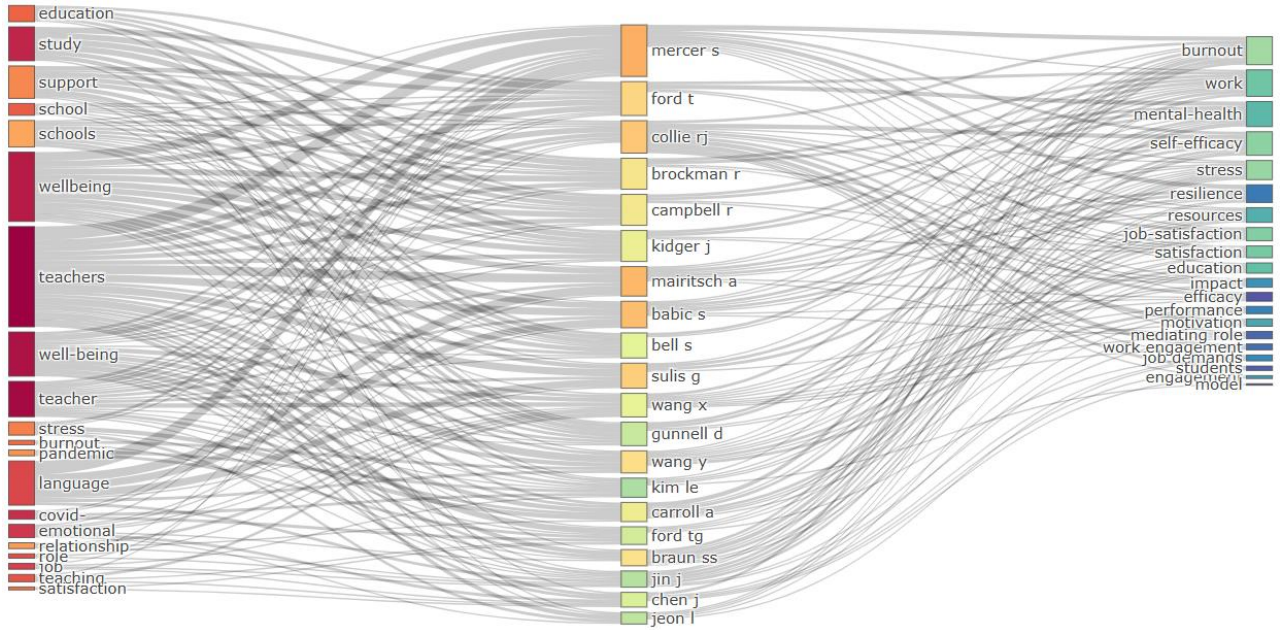 education
study
support
school
schools
wellbeing
teachers
well-being
teacher
stress
burnout
pandemic
language
covid-
emotional
relationship
role
job
teaching
satisfaction
mercer s
ford t
collie rj
brockman r
campbell r
kidger j
mairitsch a
babic s
bell s
sulis g
wang x
gunnell d
wang y
kim le
carroll a
ford tg
braun ss
jin j
chen j
jeon l
burnout
work
mental-health
self-efficacy
stress
resilience
resources
job-satisfaction
satisfaction
education
impact
efficacy
performance
motivation
mediating role
work engagement
job demands
students
engagement
model